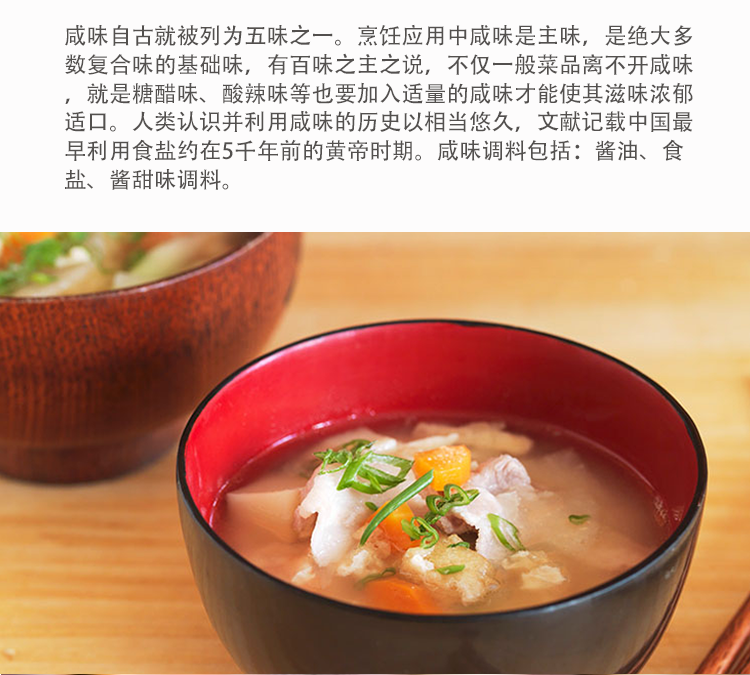 咸味自古就被列为五味之一。烹饪应用中咸味是主味，是绝大多
数复合味的基础味，有百味之主之说，不仅一般菜品离不开咸味
，就是糖醋味、酸辣味等也要加入适量的咸味才能使其滋味浓郁
适口。人类认识并利用咸味的历史以相当悠久，文献记载中国最
早利用食盐约在5千年前的黄帝时期。咸味调料包括：酱油、食
盐、酱甜味调料。